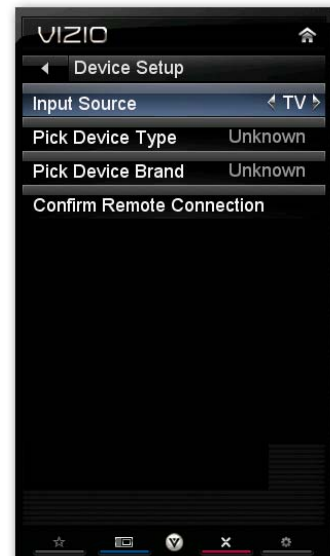 VIZIO
Device Setup
Input Source TV
Pick Device Type Unknown
Pick Device Brand Unknown
Confirm Remote Connection